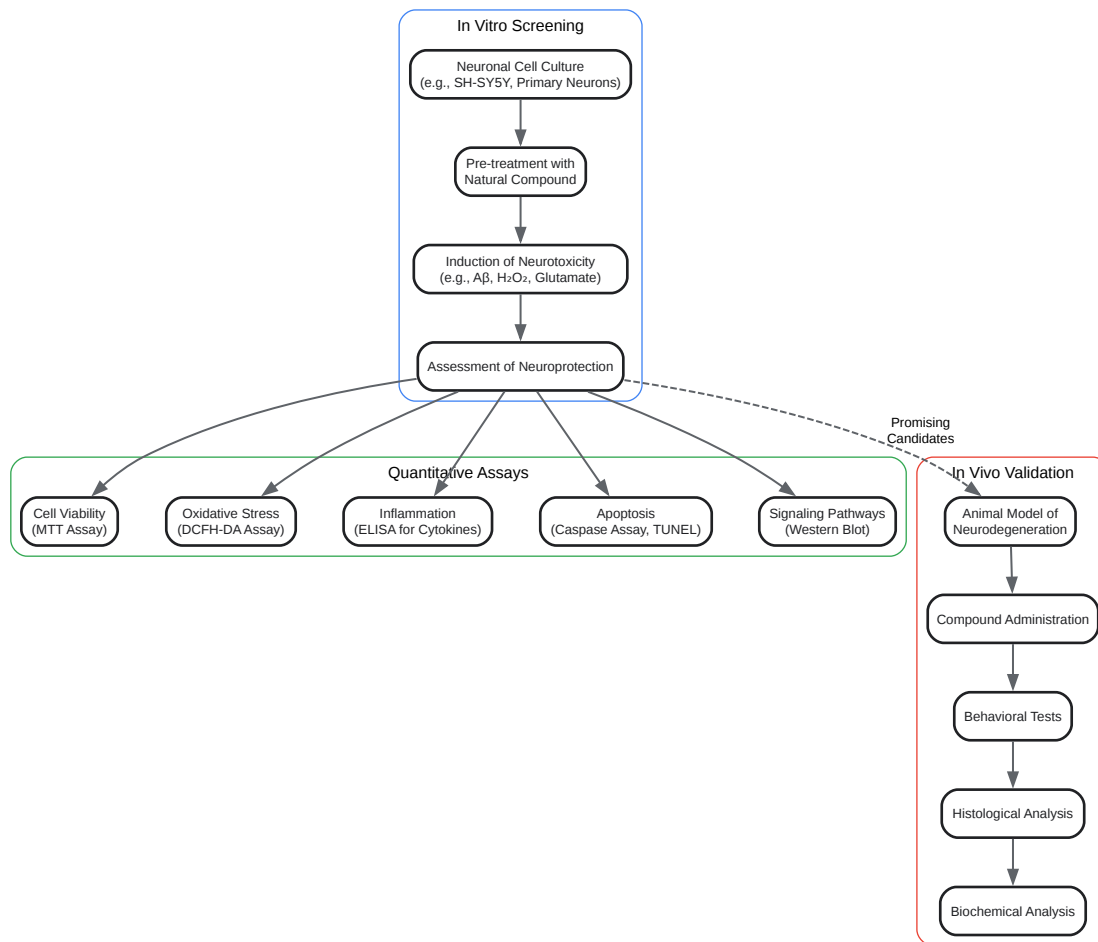 In Vitro Screening
Neuronal Cell Culture
(e.g., SH-SY5Y, Primary Neurons)
Pre-treatment with
Natural Compound
Induction of Neurotoxicity
(e.g., Aβ, H₂O₂, Glutamate)
Assessment of Neuroprotection
Promising
Candidates
Quantitative Assays
Cell Viability
(MTT Assay)
Oxidative Stress
(DCFH-DA Assay)
Inflammation
(ELISA for Cytokines)
Apoptosis
(Caspase Assay, TUNEL)
Signaling Pathways
(Western Blot)
In Vivo Validation
Animal Model of
Neurodegeneration
Compound Administration
Behavioral Tests
Histological Analysis
Biochemical Analysis